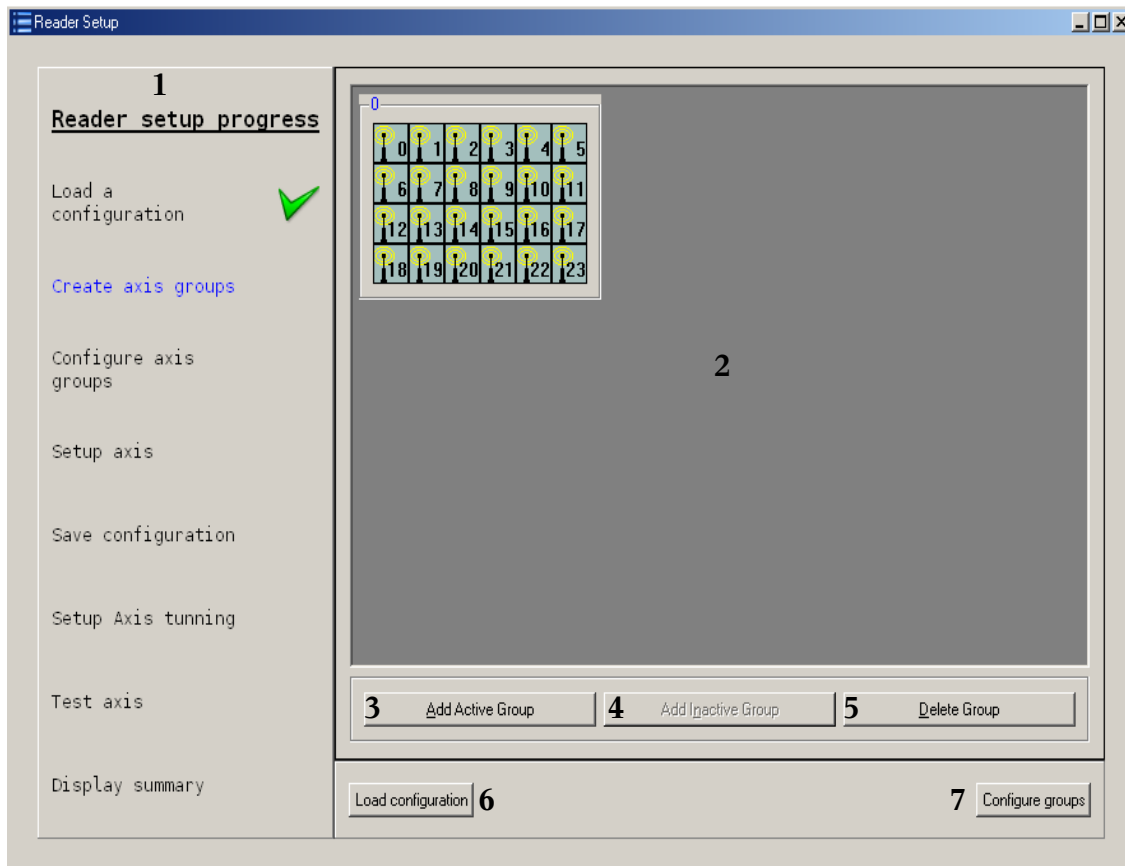 Reader Setup
1
Reader setup progress
Load a
configuration
Create axis groups
Configure axis
groups
Setup axis
Save configuration
Setup Axis tunning
Test axis
Display summary
0
0 1 2 3 4 5
6 7 8 9 10 11
12 13 14 15 16 17
18 19 20 21 22 23
2
3 Add Active Group 4 Add Inactive Group 5 Delete Group
Load configuration 6 7 Configure groups